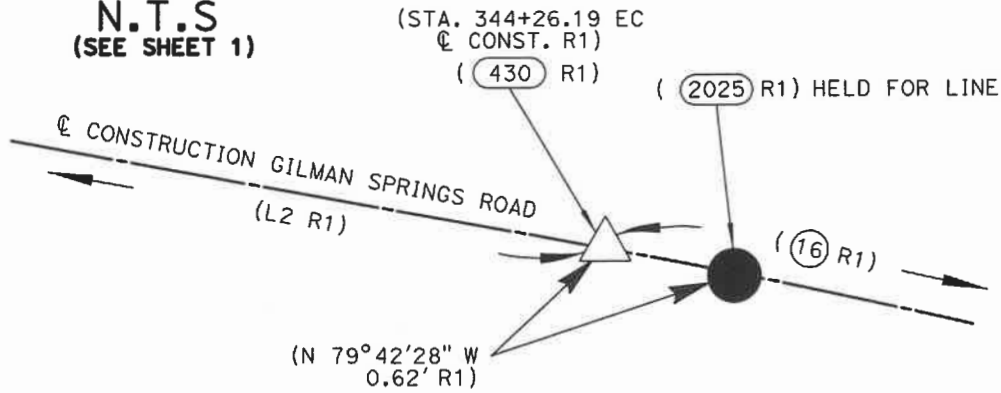 N.T.S
(SEE SHEET 1)
(STA. 344+26.19 EC
℄ CONST. R1)
( 430 R1)
( 2025 R1) HELD FOR LINE
℄ CONSTRUCTION GILMAN SPRINGS ROAD
(L2 R1)
( 16 R1)
(N 79°42'28" W
0.62' R1)